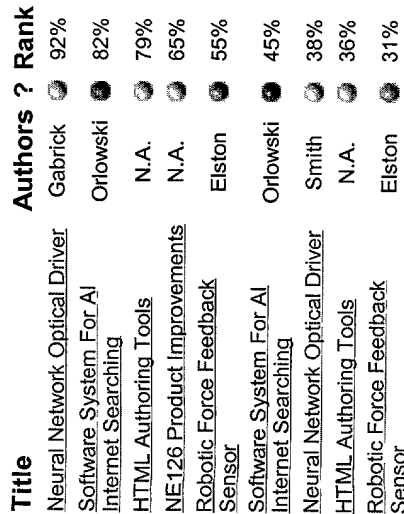 Title Authors ? Rank
Neural Network Optical Driver Gabrick 92%
Software System For AI Orlowski 82%
Internet Searching
HTML Authoring Tools N.A. 79%
NE126 Product Improvements N.A. 65%
Robotic Force Feedback Elston 55%
Sensor
Software System For AI Orlowski 45%
Internet Searching
Neural Network Optical Driver Smith 38%
HTML Authoring Tools N.A. 36%
Robotic Force Feedback Elston 31%
Sensor